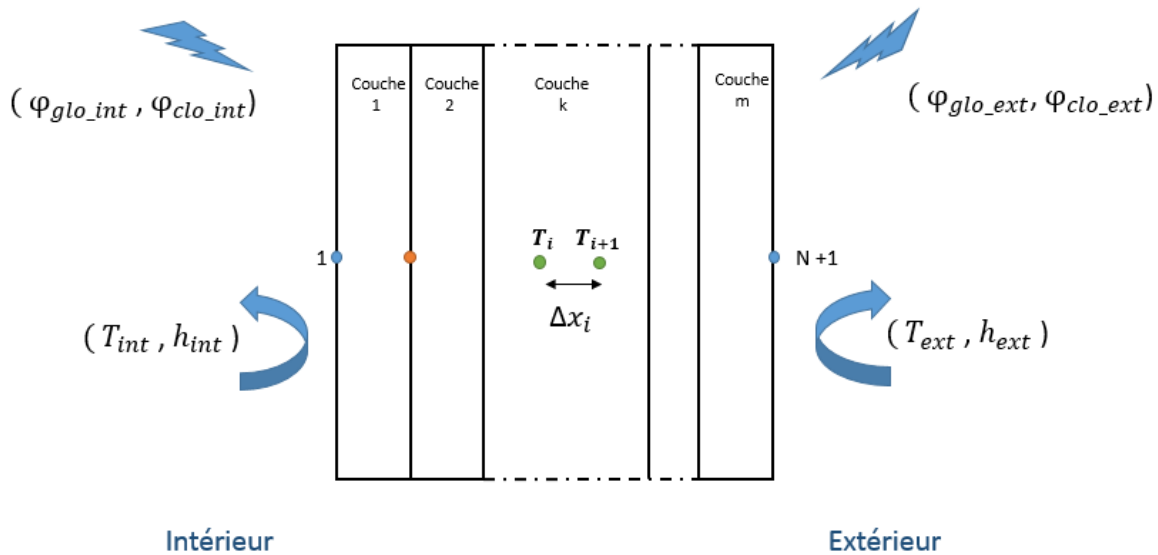 ( φglo_int , φclo_int)
Couche 1
Couche 2
Couche k
Couche m
( φglo_ext, φclo_ext)
1
Ti
Ti+1
N +1
Δxi
( Tint , hint )
( Text , hext )
Intérieur
Extérieur